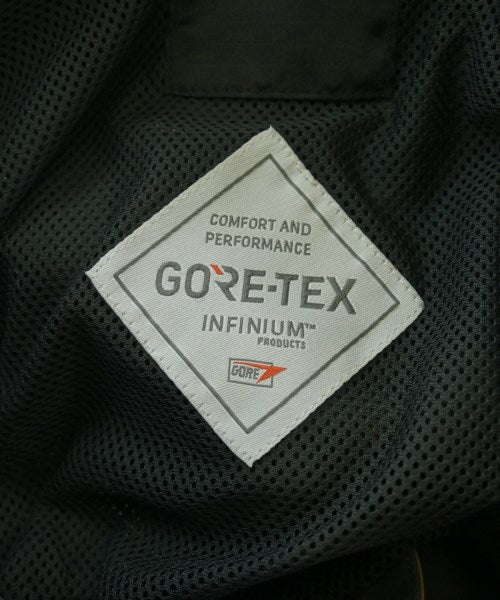 COMFORT AND
PERFORMANCE
GORE-TEX
INFINIUM™
PRODUCTS
GORE